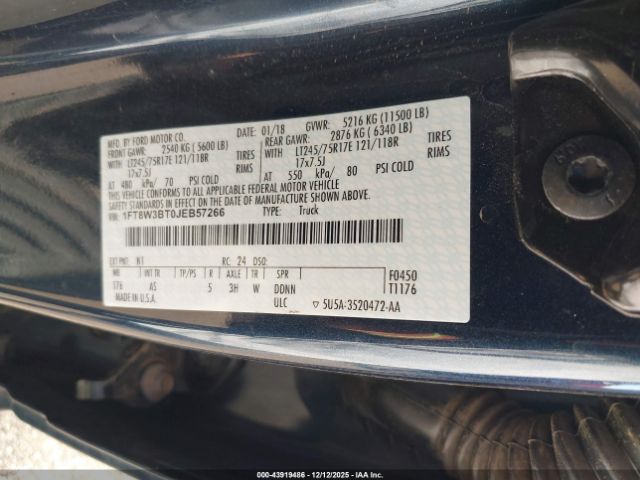 MFD. BY FORD MOTOR CO.
DATE: 01/18 GVWR: 5216 KG (11500 LB)
FRONT GAWR: 2540 KG (5600 LB) REAR GAWR: 2876 KG (6340 LB)
WITH LT245/75R17E 121/118R TIRES WITH LT245/75R17E 121/118R TIRES
17x7.5J RIMS 17x7.5J RIMS
AT 480 kPa/ 70 PSI COLD AT 550 kPa/ 80 PSI COLD
THIS VEHICLE CONFORMS TO ALL APPLICABLE FEDERAL MOTOR VEHICLE
SAFETY STANDARDS IN EFFECT ON THE DATE OF MANUFACTURE SHOWN ABOVE.
VIN: 1FT8W3BT0JEB57266 TYPE: Truck
EXT PNT: N1 RC: 24 DSO:
WB INT TR TP/PS R AXLE TR SPR F0450
176 AS 5 3H W DDNN T1176
MADE IN U.S.A. ULC ▽ 5U5A-3520472-AA
000-43919486 - 12/12/2025 - IAAI.CA